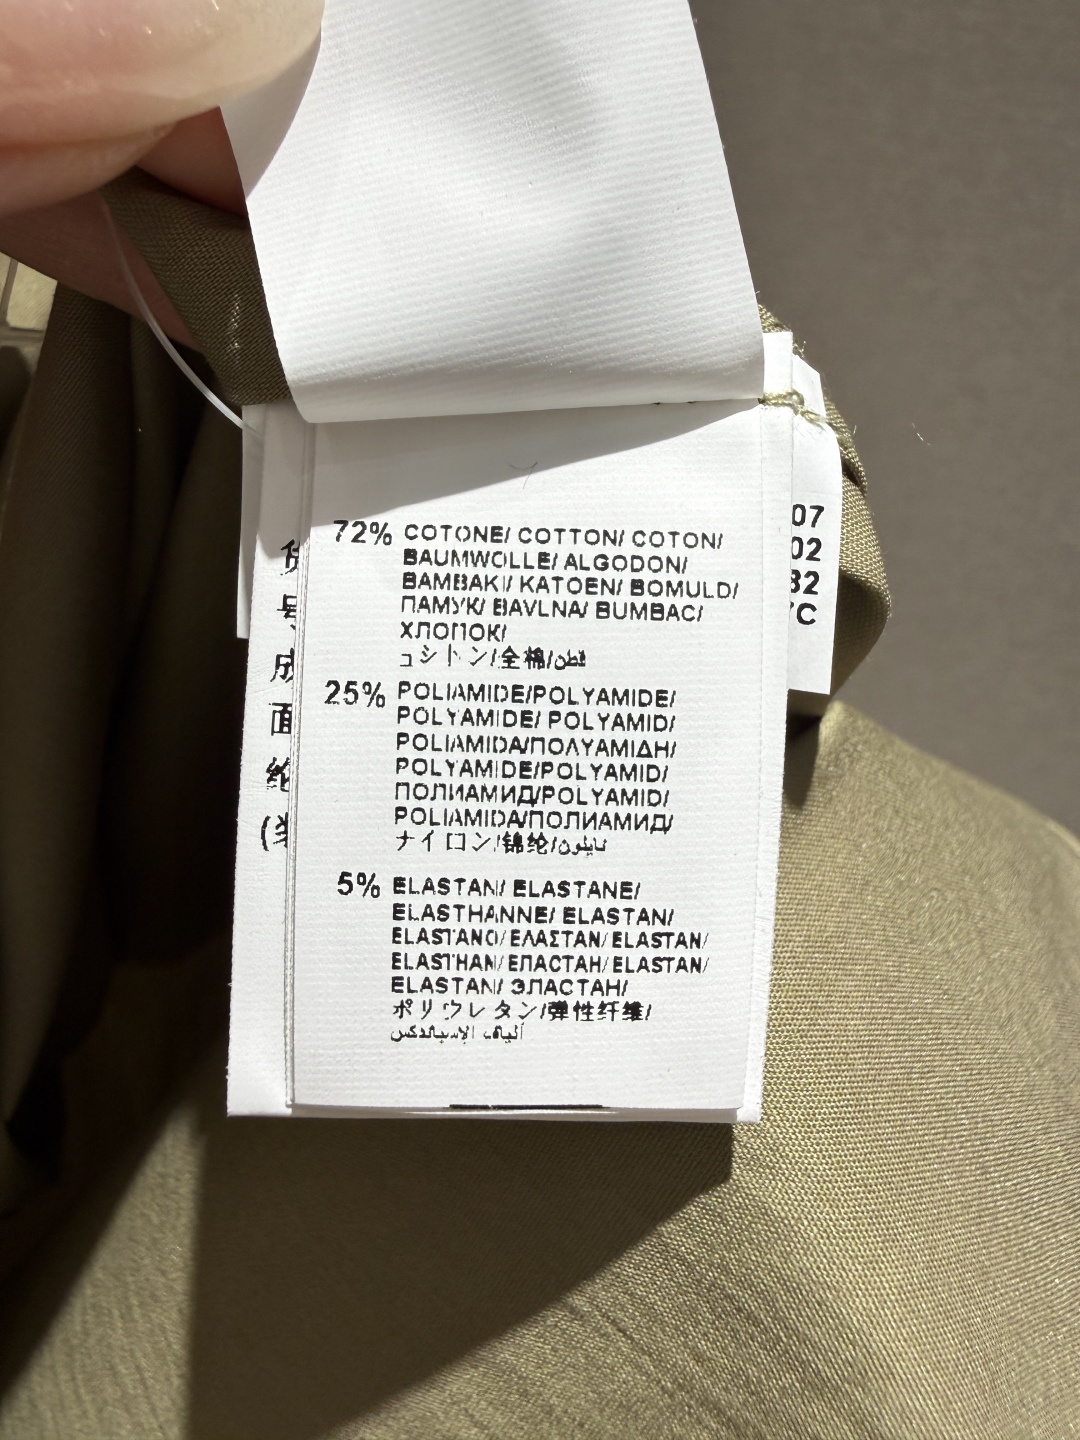 72% COTONE/ COTTON/ COTON/
BAUMWOLLE/ ALGODON/
BAMBAKI/ KATOEN/ BOMULD/
ПАМУК/ BAVLNA/ BUMBAC/
ХЛОПОК/
コットン/全棉/قطن
25% POLIAMIDE/POLYAMIDE/
POLYAMIDE/ POLYAMID/
POLIAMIDA/ΠΟΛΥΑΜΙΔΗ/
POLYAMIDE/POLYAMID/
ПОЛИАМИД/POLYAMID/
POLIAMIDA/ПОЛИАМИД/
ナイロン/锦纶/نايلون
5% ELASTAN/ ELASTANE/
ELASTHANNE/ ELASTAN/
ELASTANO/ ΕΛΑΣΤΑΝ/ ELASTAN/
ELASTHAN/ ЕЛАСТАН/ ELASTAN/
ELASTAN/ ЭЛАСТАН/
ポリウレタン/弹性纤维/
号
成
面
07
02
32